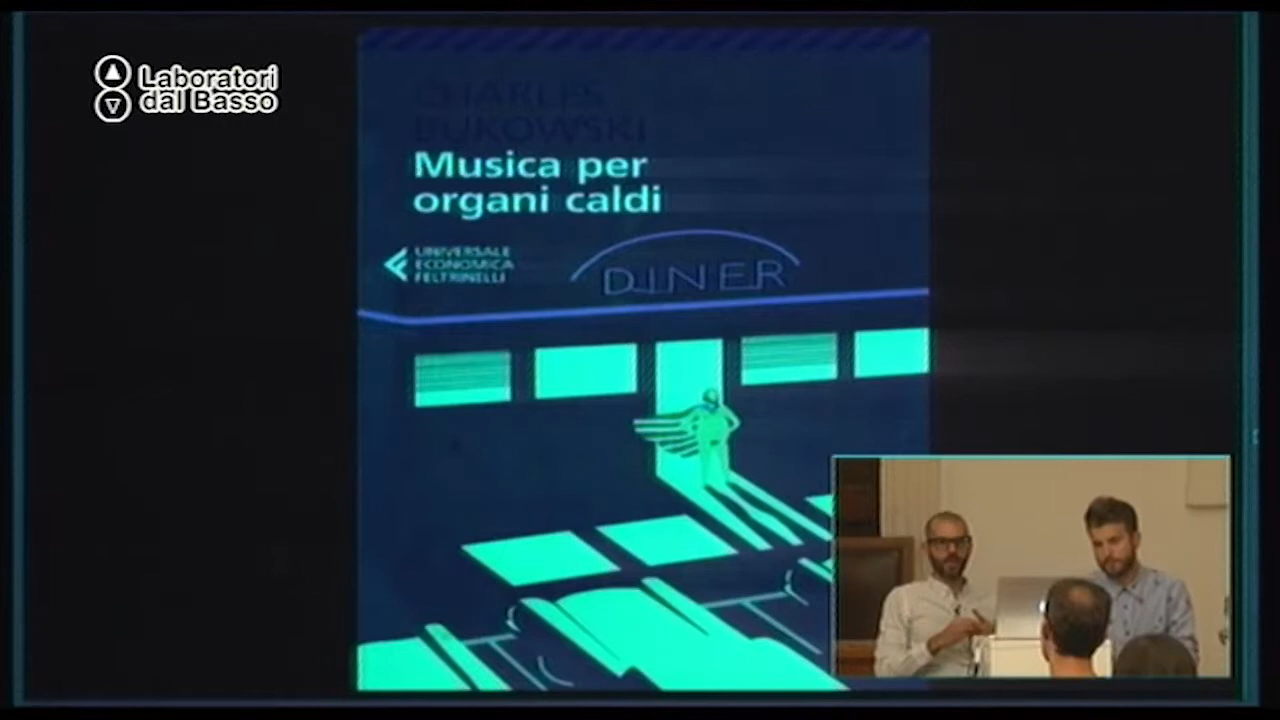 Laboratori
dal Basso
CHARLES
BUKOWSKI
Musica per
organi caldi
UNIVERSALE
ECONOMICA
FELTRINELLI
DINER